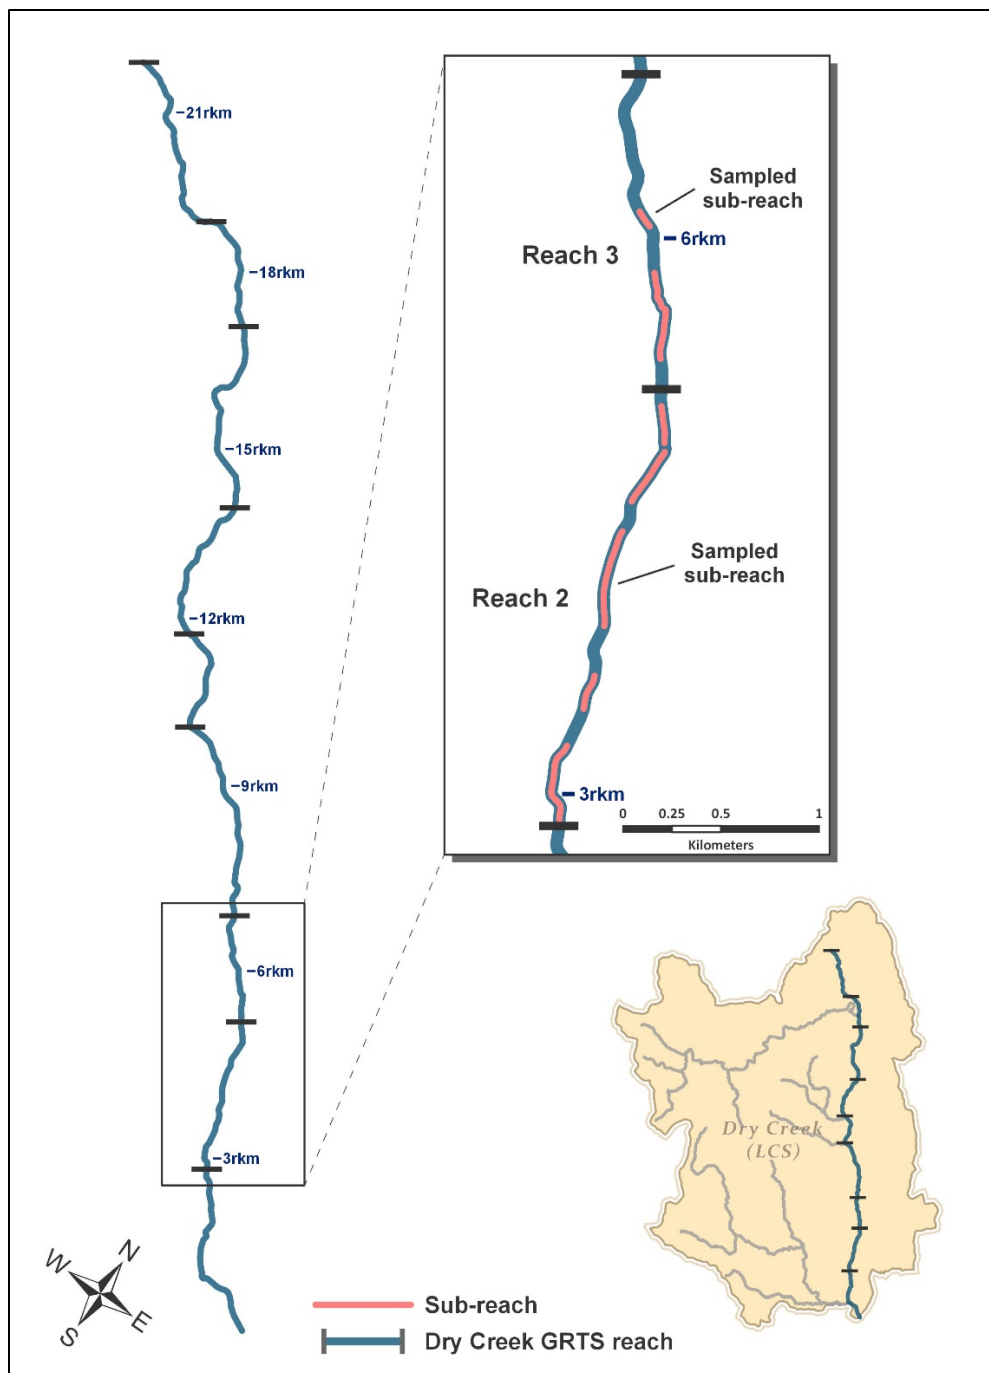 –21rkm
–18rkm
–15rkm
–12rkm
–9rkm
–6rkm
–3rkm
Sampled
sub-reach
–6rkm
Reach 3
Sampled
sub-reach
Reach 2
–3rkm
0 0.25 0.5 1
Kilometers
Dry Creek
(LCS)
N
W
E
S
Sub-reach
Dry Creek GRTS reach